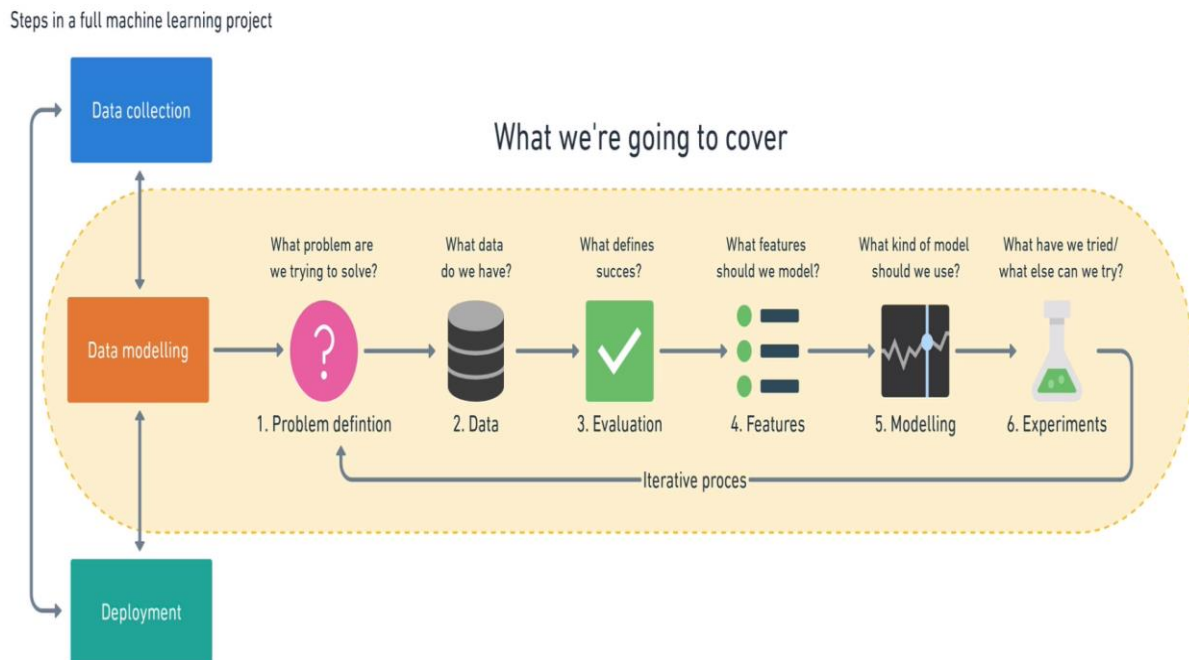 Steps in a full machine learning project
Data collection
What we're going to cover
What problem are
we trying to solve?
What data
do we have?
What defines
succes?
What features
should we model?
What kind of model
should we use?
What have we tried/
what else can we try?
Data modelling
?
1. Problem defintion
2. Data
3. Evaluation
4. Features
5. Modelling
6. Experiments
Iterative proces
Deployment